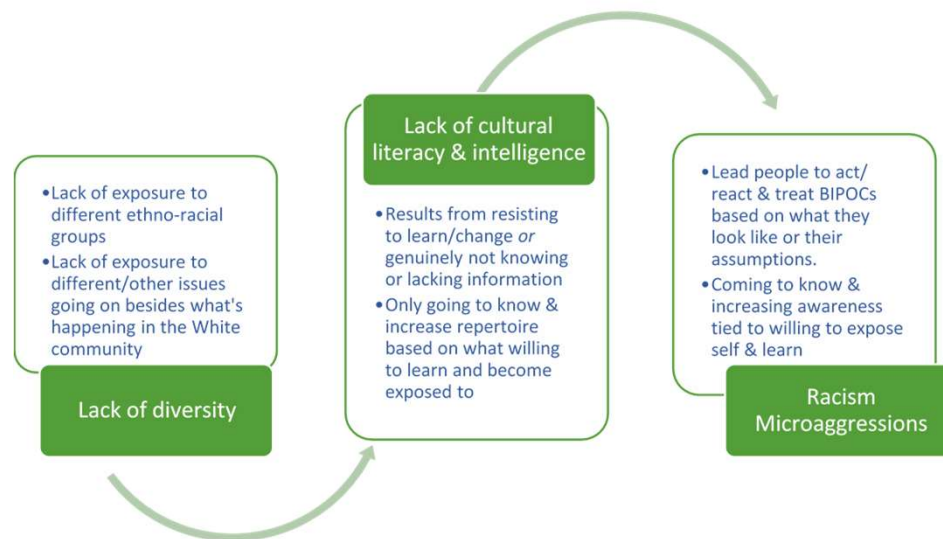 •Lack of exposure to
different ethno-racial
groups
•Lack of exposure to
different/other issues
going on besides what's
happening in the White
community
Lack of diversity
Lack of cultural
literacy & intelligence
•Results from resisting
to learn/change or
genuinely not knowing
or lacking information
•Only going to know &
increase repertoire
based on what willing
to learn and become
exposed to
•Lead people to act/
react & treat BIPOCs
based on what they
look like or their
assumptions.
•Coming to know &
increasing awareness
tied to willing to expose
self & learn
Racism
Microaggressions